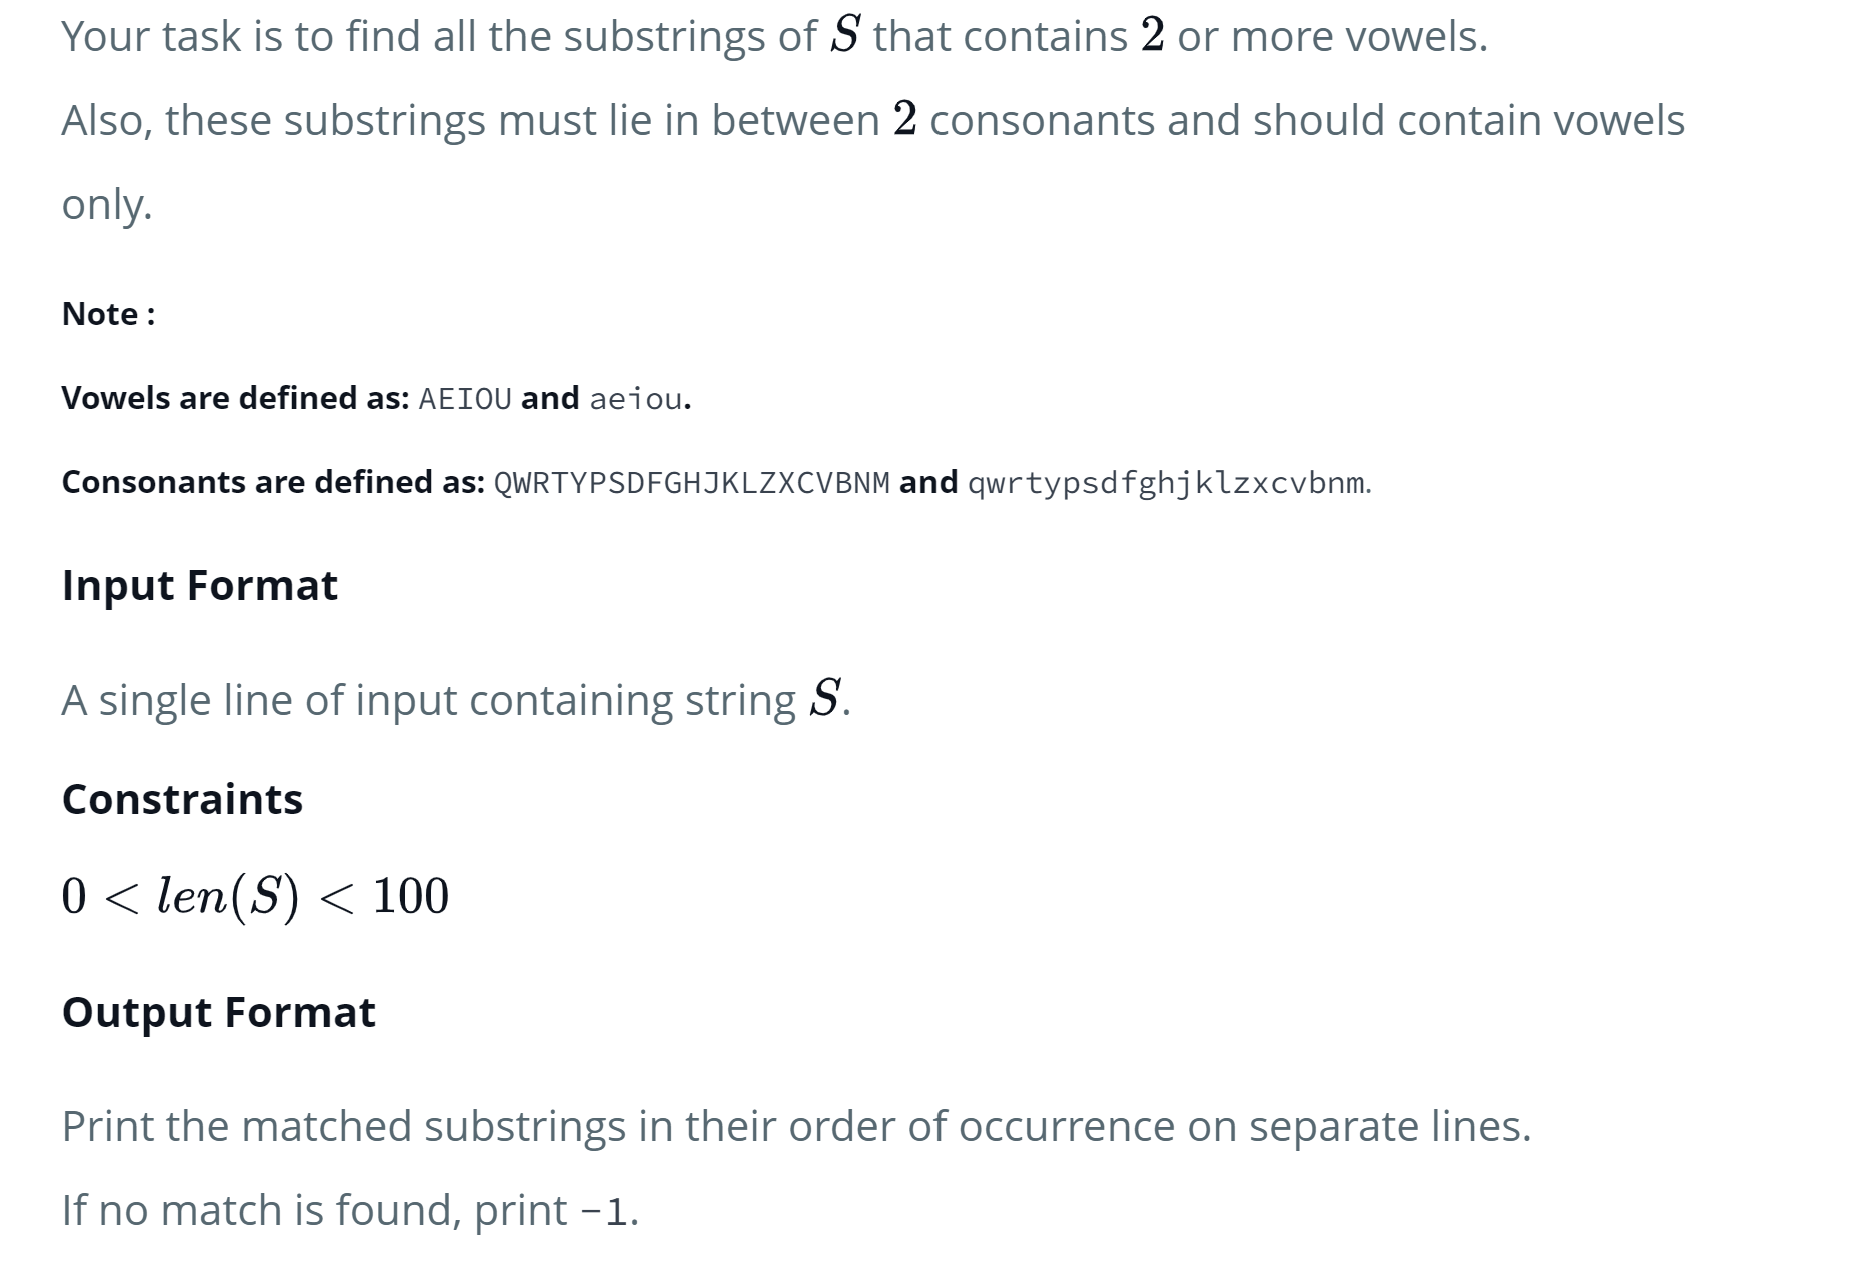 Your task is to find all the substrings of S that contains 2 or more vowels.
Also, these substrings must lie in between 2 consonants and should contain vowels
only.
Note :
Vowels are defined as: AEIOU and aeiou.
Consonants are defined as: QWRTYPSDFGHJKLZXCVBNM and qwrtypsdfghjklzxcvbnm.
Input Format
A single line of input containing string S.
Constraints
0 < len(S) < 100
Output Format
Print the matched substrings in their order of occurrence on separate lines.
If no match is found, print -1.